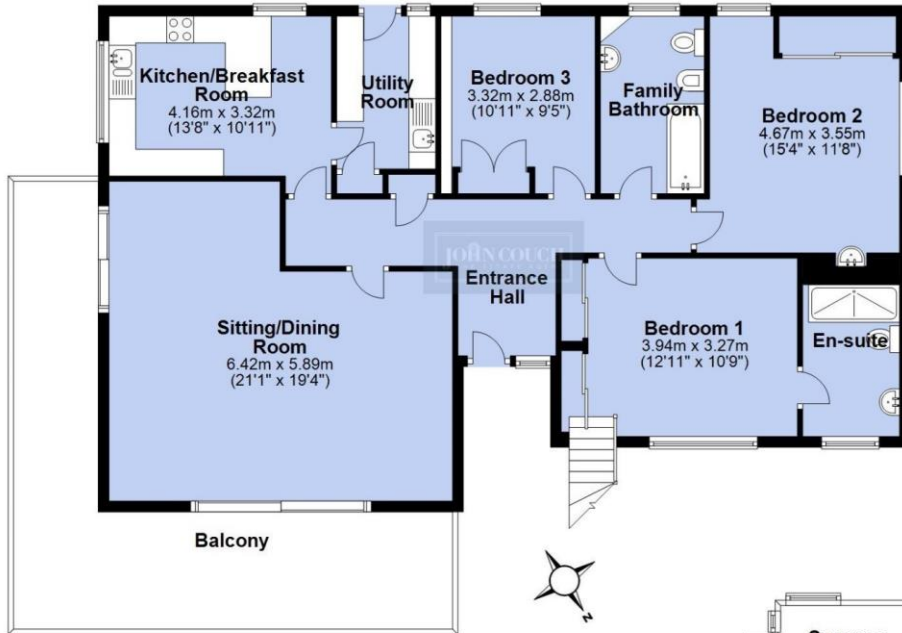 Kitchen/Breakfast
Room
4.16m x 3.32m
(13'8" x 10'11")
Utility
Room
Bedroom 3
3.32m x 2.88m
(10'11" x 9'5")
Family
Bathroom
Bedroom 2
4.67m x 3.55m
(15'4" x 11'8")
JOHN COUCH
Entrance
Hall
Sitting/Dining
Room
6.42m x 5.89m
(21'1" x 19'4")
Bedroom 1
3.94m x 3.27m
(12'11" x 10'9")
En-suite
Balcony
N